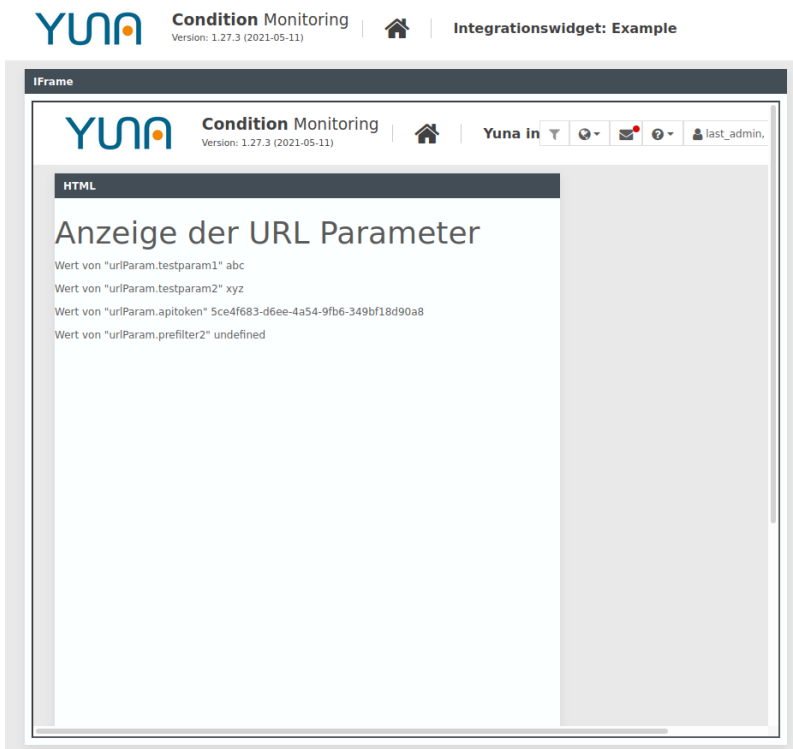 YUNA Condition Monitoring Integrationswidget: Example
Version: 1.27.3 (2021-05-11)
IFrame
YUNA Condition Monitoring Yuna in last_admin,
Version: 1.27.3 (2021-05-11)
HTML
Anzeige der URL Parameter
Wert von "urlParam.testparam1" abc
Wert von "urlParam.testparam2" xyz
Wert von "urlParam.apitoken" 5ce4f683-d6ee-4a54-9fb6-349bf18d90a8
Wert von "urlParam.prefilter2" undefined